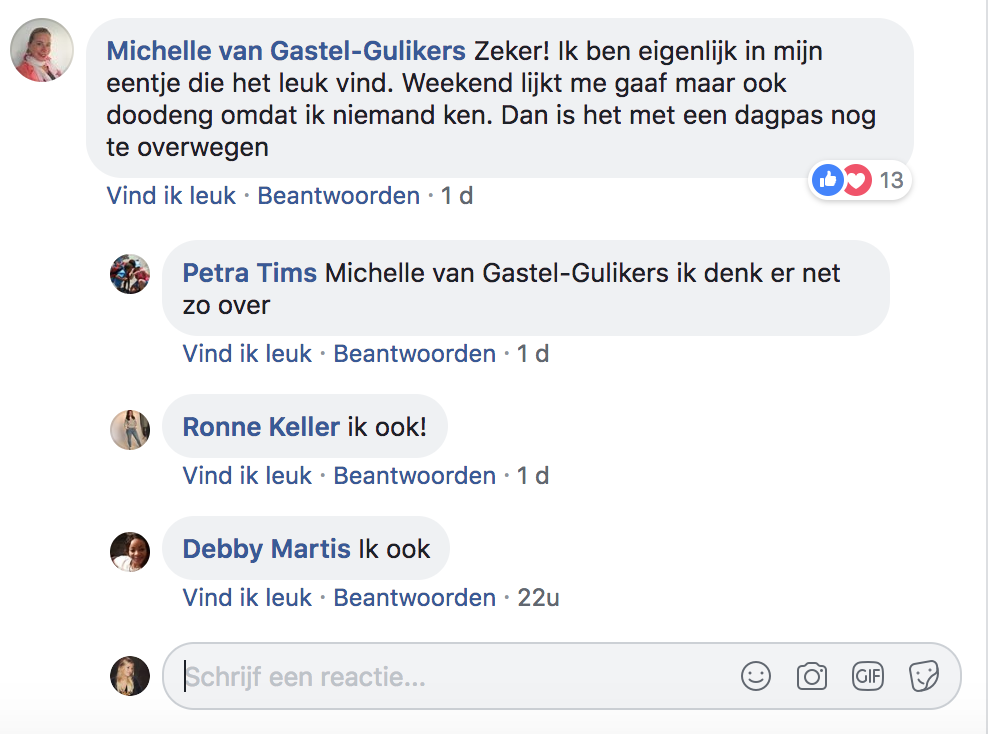 Michelle van Gastel-Gulikers Zeker! Ik ben eigenlijk in mijn
eentje die het leuk vind. Weekend lijkt me gaaf maar ook
doodeng omdat ik niemand ken. Dan is het met een dagpas nog
te overwegen
13
Vind ik leuk · Beantwoorden · 1 d
Petra Tims Michelle van Gastel-Gulikers ik denk er net
zo over
Vind ik leuk · Beantwoorden · 1 d
Ronne Keller ik ook!
Vind ik leuk · Beantwoorden · 1 d
Debby Martis Ik ook
Vind ik leuk · Beantwoorden · 22u
Schrijf een reactie...
GIF